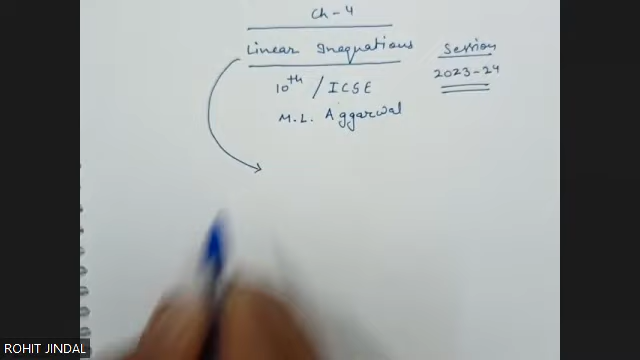 Ch - 4
Linear Inequations
Session
2023-24
10th / ICSE
M.L. Aggarwal
ROHIT JINDAL